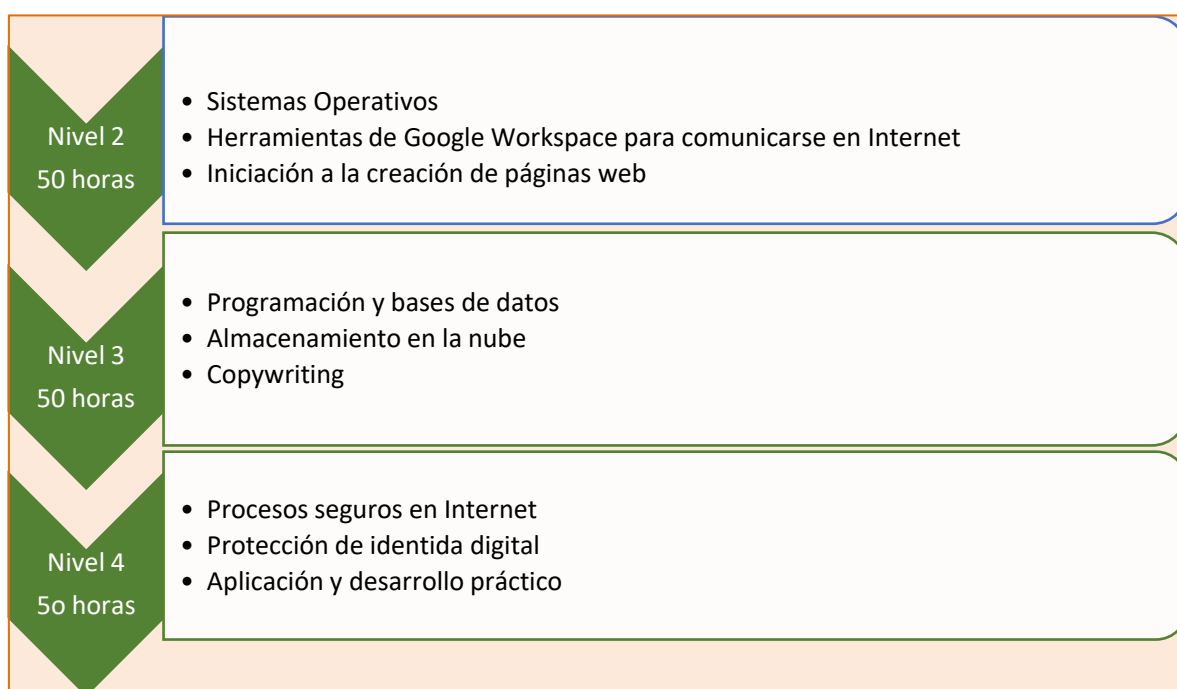 Nivel 2
50 horas
• Sistemas Operativos
• Herramientas de Google Workspace para comunicarse en Internet
• Iniciación a la creación de páginas web
Nivel 3
50 horas
• Programación y bases de datos
• Almacenamiento en la nube
• Copywriting
Nivel 4
5o horas
• Procesos seguros en Internet
• Protección de identida digital
• Aplicación y desarrollo práctico